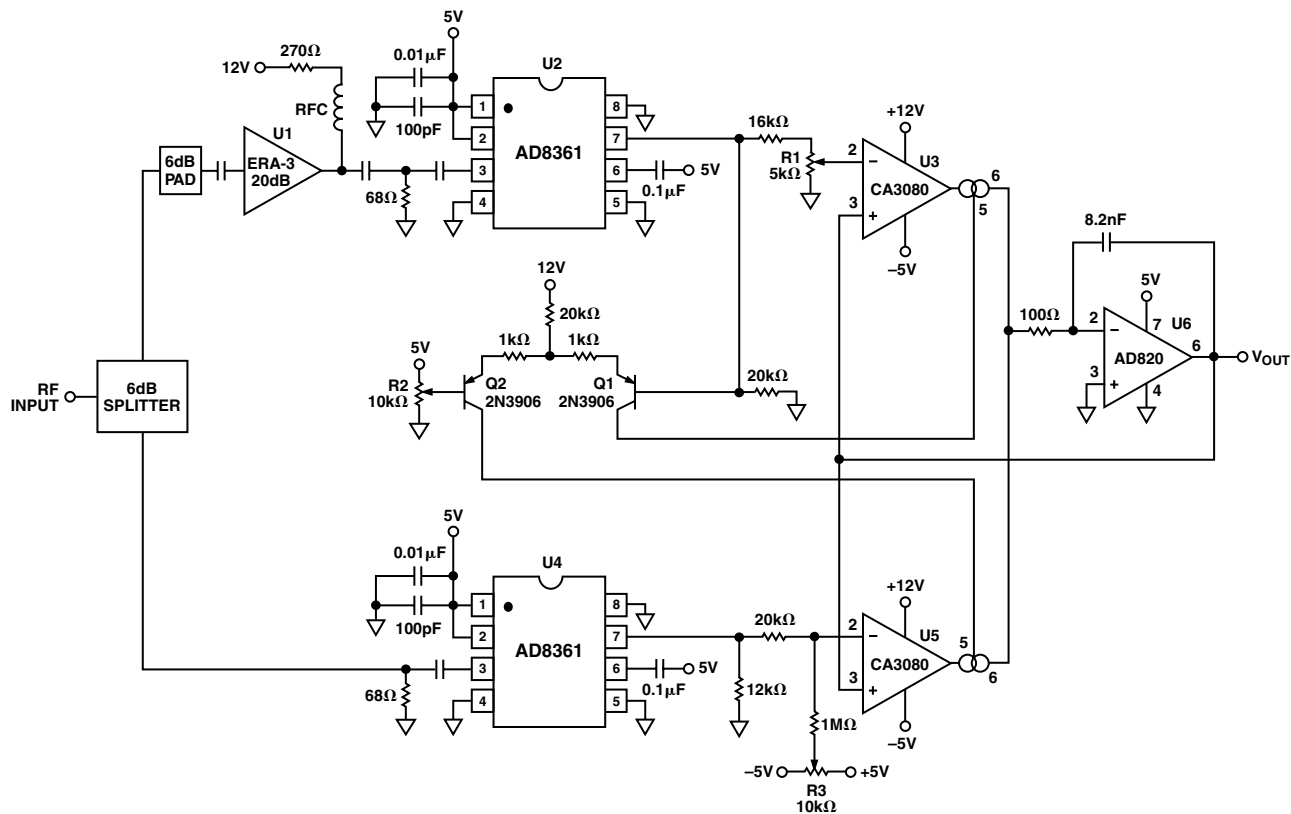 5V
270Ω
12V
0.01μF
U2
RFC
100pF
1
8
16kΩ
+12V
U1
2
AD8361
7
R1
5kΩ
2
–
U3
6dB
PAD
ERA-3
20dB
3
6
5V
0.1μF
CA3080
6
68Ω
4
5
3
+
5
–5V
8.2nF
12V
20kΩ
5V
1kΩ
1kΩ
100Ω
2
–
7
U6
5V
R2
10kΩ
Q2
2N3906
Q1
2N3906
20kΩ
AD820
6
VOUT
3
+
4
RF
INPUT
6dB
SPLITTER
5V
0.01μF
U4
+12V
100pF
1
8
20kΩ
2
–
U5
5
2
AD8361
7
CA3080
3
6
5V
0.1μF
12kΩ
3
+
6
68Ω
4
5
1MΩ
–5V
–5V
+5V
R3
10kΩ